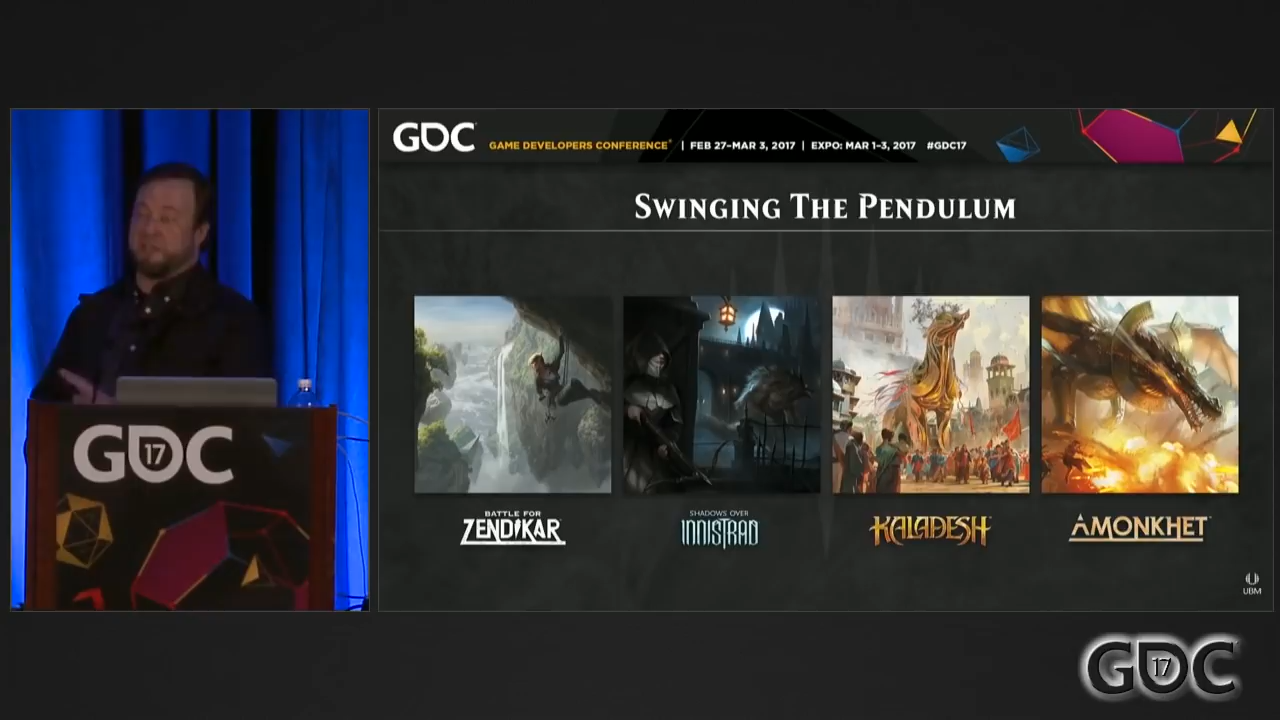 GDC
GAME DEVELOPERS CONFERENCE® | FEB 27–MAR 3, 2017 | EXPO: MAR 1–3, 2017 #GDC17
SWINGING THE PENDULUM
BATTLE FOR
ZENDIKAR
SHADOWS OVER
INNISTRAD
KALADESH
AMONKHET
UBM
GDC
17
GDC
17